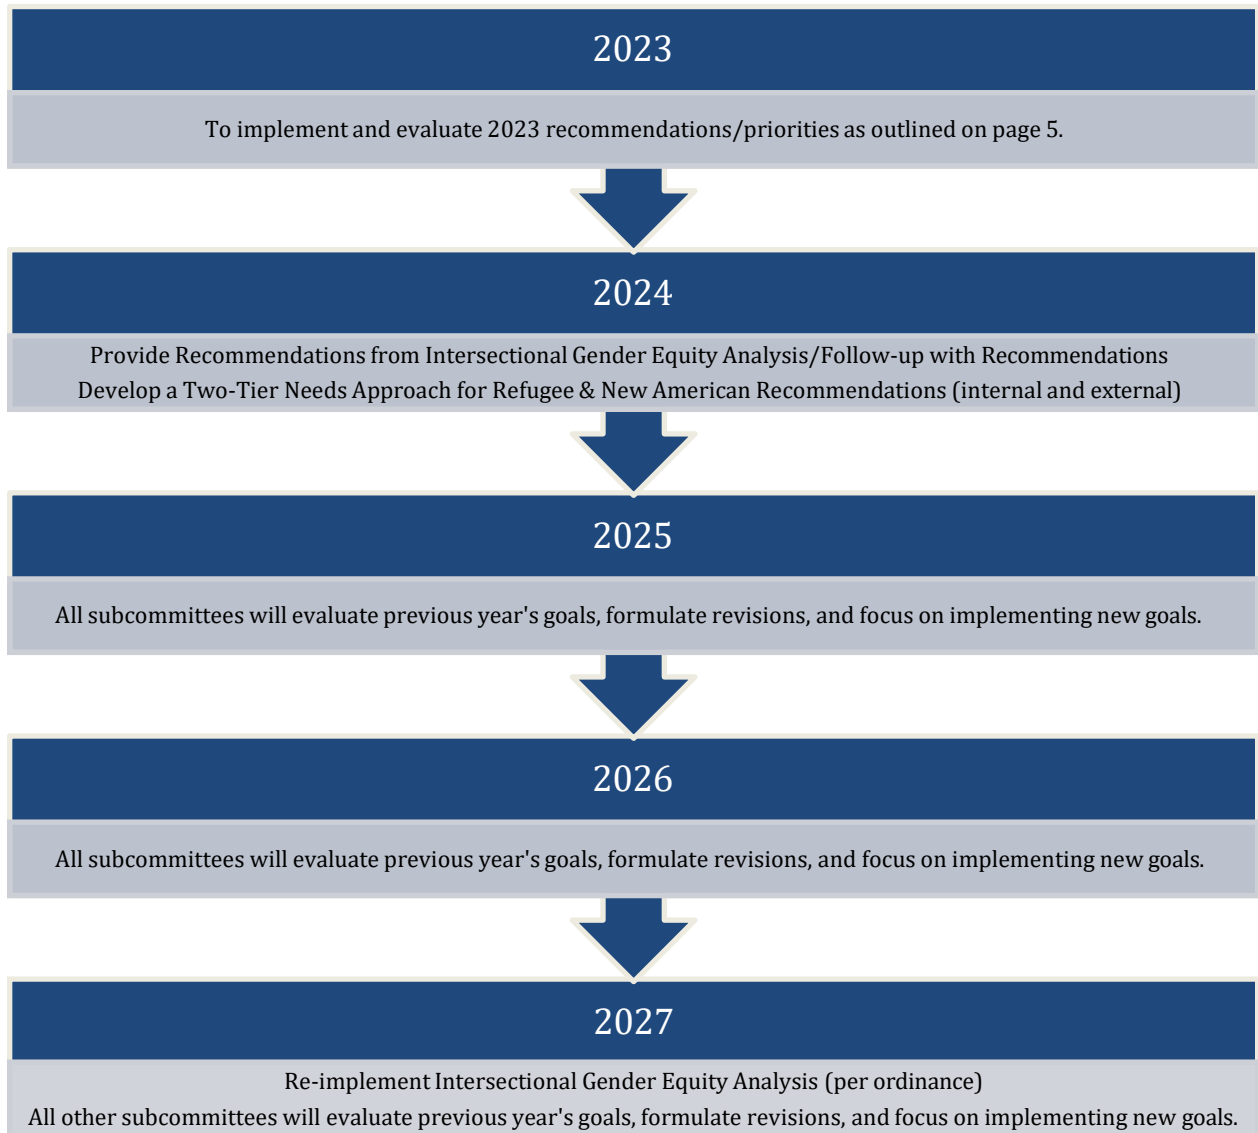 2023
To implement and evaluate 2023 recommendations/priorities as outlined on page 5.
2024
Provide Recommendations from Intersectional Gender Equity Analysis/Follow-up with Recommendations
Develop a Two-Tier Needs Approach for Refugee & New American Recommendations (internal and external)
2025
All subcommittees will evaluate previous year's goals, formulate revisions, and focus on implementing new goals.
2026
All subcommittees will evaluate previous year's goals, formulate revisions, and focus on implementing new goals.
2027
Re-implement Intersectional Gender Equity Analysis (per ordinance)
All other subcommittees will evaluate previous year's goals, formulate revisions, and focus on implementing new goals.